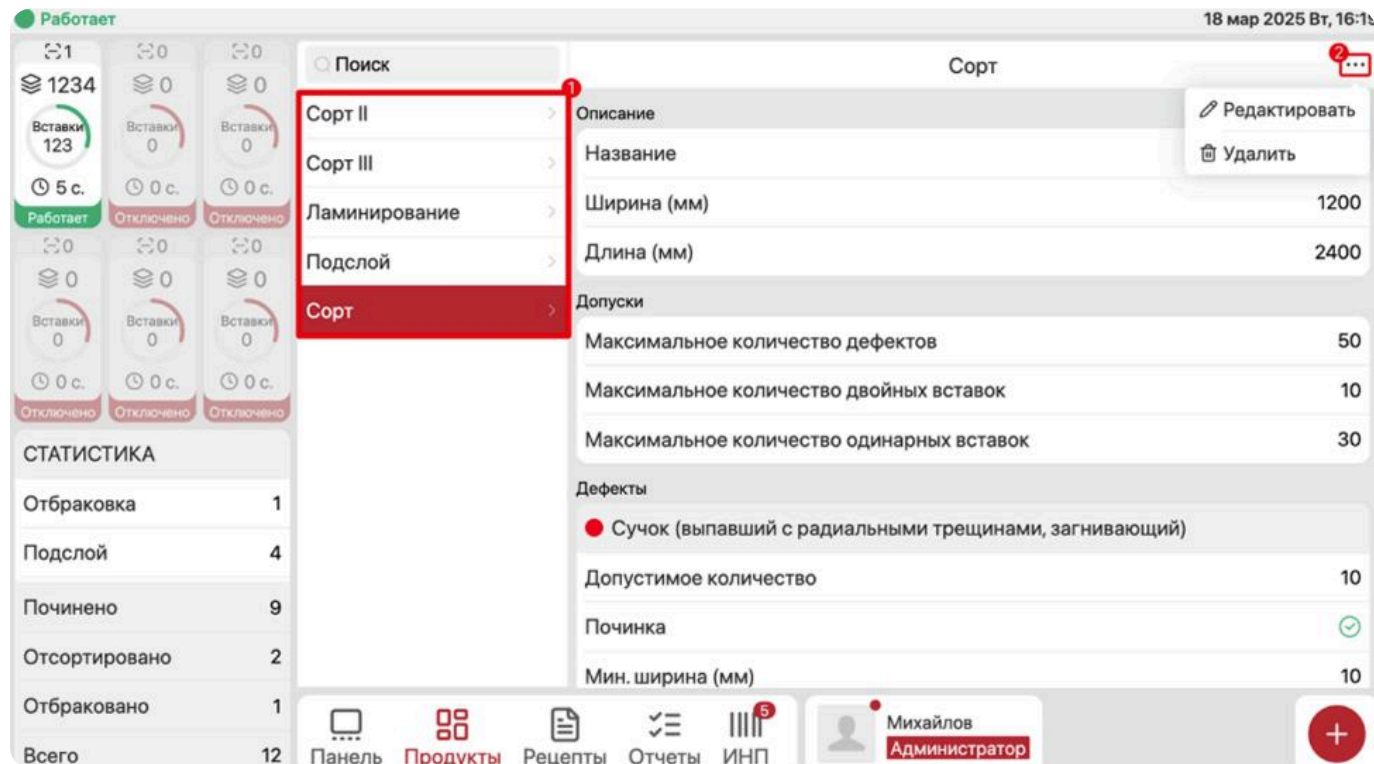 Работает
18 мар 2025 Вт, 16:19
1
0
0
1234
0
0
Вставки
123
Вставки
0
Вставки
0
5 с.
0 с.
0 с.
Работает
Отключено
Отключено
0
0
0
0
0
0
Вставки
0
Вставки
0
Вставки
0
0 с.
0 с.
0 с.
Отключено
Отключено
Отключено
СТАТИСТИКА
Отбраковка 1
Подслой 4
Починено 9
Отсортировано 2
Отбраковано 1
Всего 12
Поиск
1
Сорт II
Сорт III
Ламинирование
Подслой
Сорт
Сорт
2
Редактировать
Удалить
Описание
Название
Ширина (мм) 1200
Длина (мм) 2400
Допуски
Максимальное количество дефектов 50
Максимальное количество двойных вставок 10
Максимальное количество одинарных вставок 30
Дефекты
Сучок (выпавший с радиальными трещинами, загнивающий)
Допустимое количество 10
Починка
Мин. ширина (мм) 10
Панель
Продукты
Рецепты
Отчеты
5
ИНП
Михайлов
Администратор
+